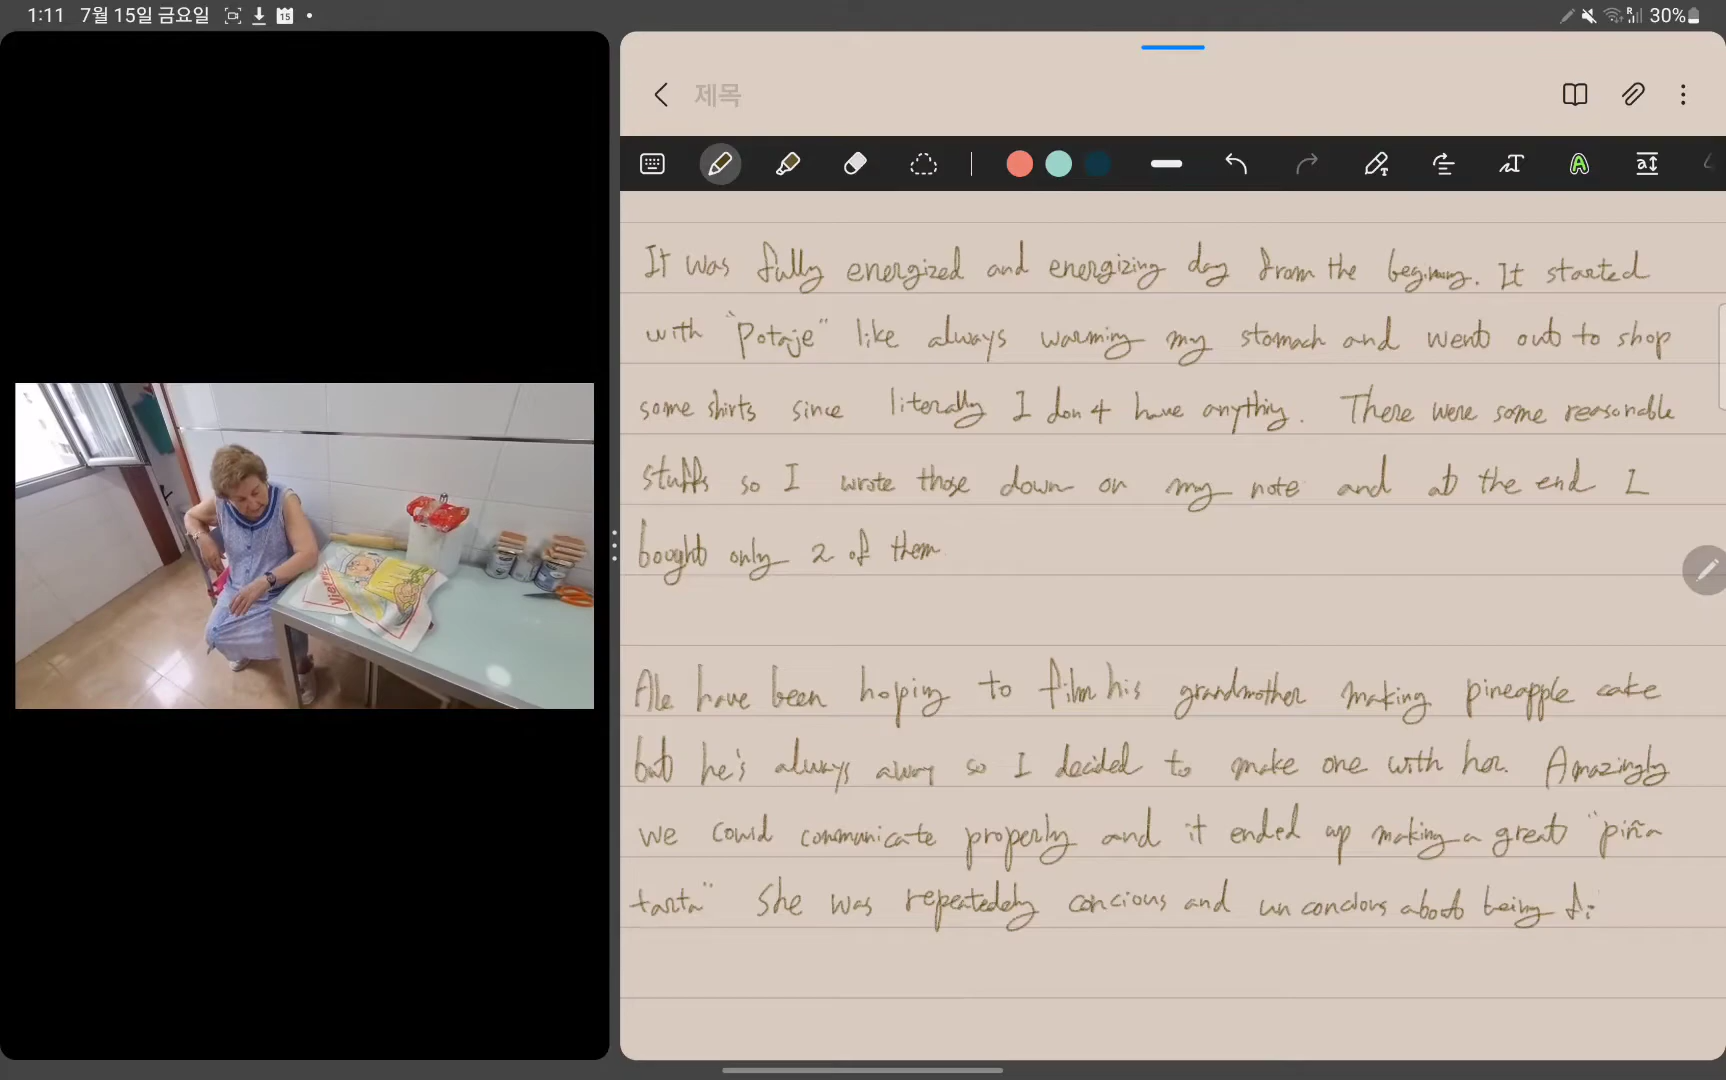 1:11 7월 15일 금요일 15
R 30%
제목
A a
It was fully energized and energizing day from the begining. It started
with "Potaje" like always warming my stomach and went out to shop
some shirts since literally I don4 have anything. There were some reasonable
stuffs so I wrote those down on my note and at the end I
bought only 2 of them
Ale have been hoping to film his grandmother making pineapple cake
but he's always away so I decided to make one with her. Amazingly
we could communicate properly and it ended up making a great "piña
tarta" She was repeatedely concious and unconcious about being fi